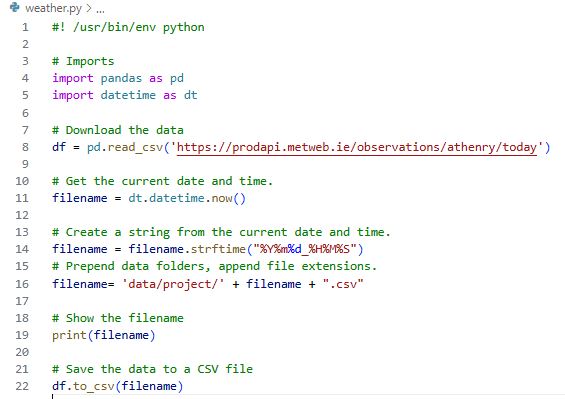 weather.py > ...
1 #! /usr/bin/env python
2
3 # Imports
4 import pandas as pd
5 import datetime as dt
6
7 # Download the data
8 df = pd.read_csv('https://prodapi.metweb.ie/observations/athenry/today')
9
10 # Get the current date and time.
11 filename = dt.datetime.now()
12
13 # Create a string from the current date and time.
14 filename = filename.strftime("%Y%m%d_%H%M%S")
15 # Prepend data folders, append file extensions.
16 filename= 'data/project/' + filename + ".csv"
17
18 # Show the filename
19 print(filename)
20
21 # Save the data to a CSV file
22 df.to_csv(filename)